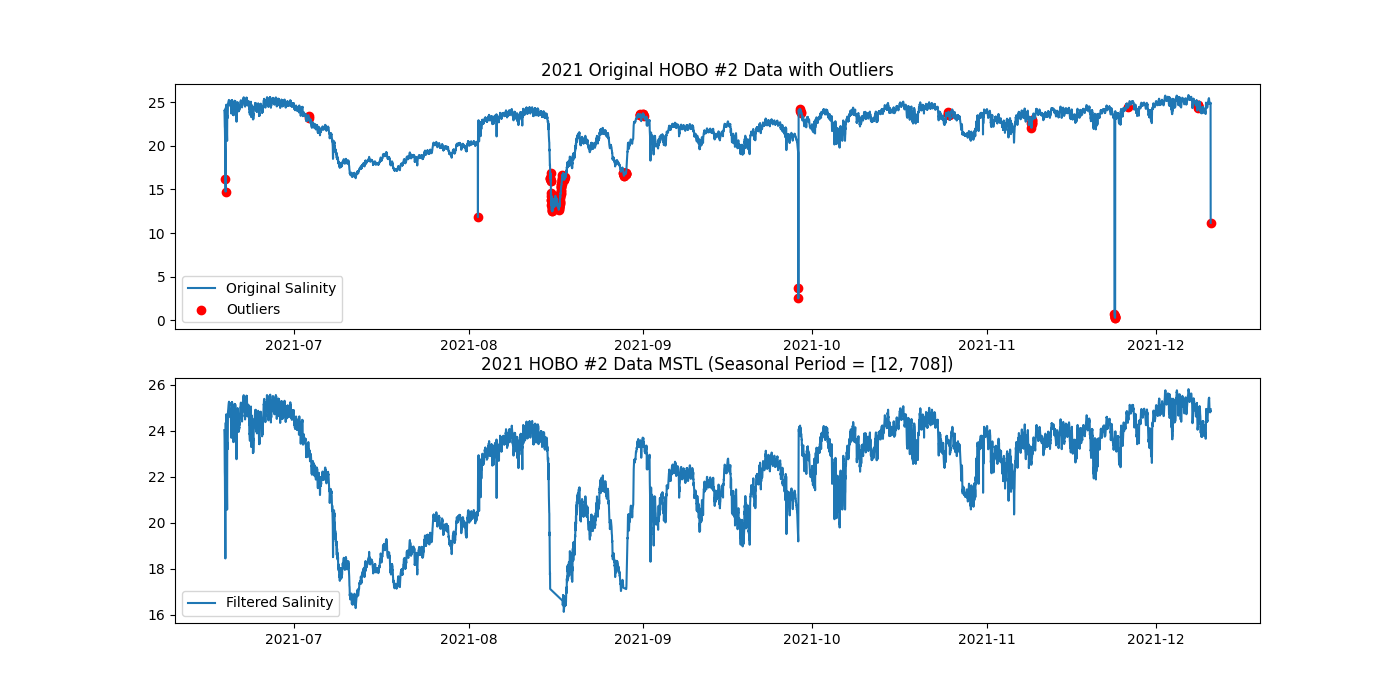 2021 Original HOBO #2 Data with Outliers
25
20
15
10
5
0
Original Salinity
Outliers
2021-07 2021-08 2021-09 2021-10 2021-11 2021-12
2021 HOBO #2 Data MSTL (Seasonal Period = [12, 708])
26
24
22
20
18
16
Filtered Salinity
2021-07 2021-08 2021-09 2021-10 2021-11 2021-12